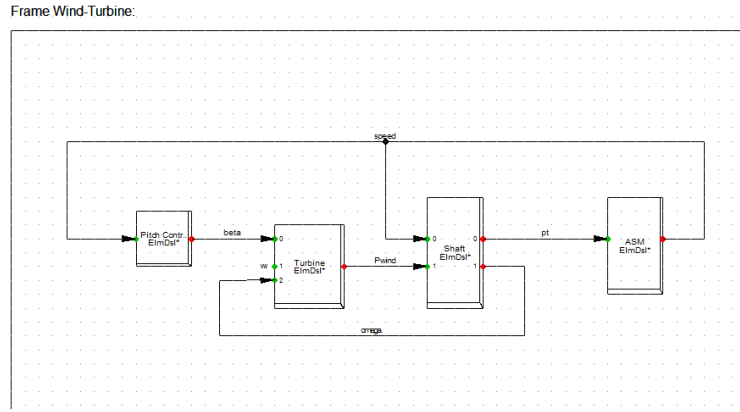 Frame Wind-Turbine:
speed
Pitch Contr..
ElmDsl*
beta
0
vw
1
2
Turbine
ElmDsl*
Pwind
0
1
Shaft
ElmDsl*
0
1
pt
ASM
ElmDsl*
omega